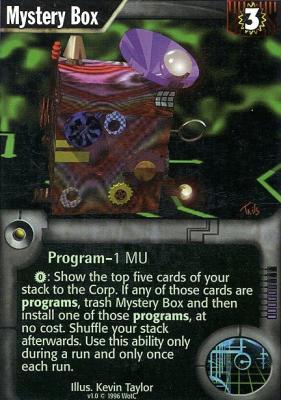 Mystery Box
3
Tails
Program–1 MU
0: Show the top five cards of your
stack to the Corp. If any of those cards are
programs, trash Mystery Box and then
install one of those programs, at
no cost. Shuffle your stack
afterwards. Use this ability only
during a run and only once
each run.
Illus. Kevin Taylor
v1.0 © 1996 WotC